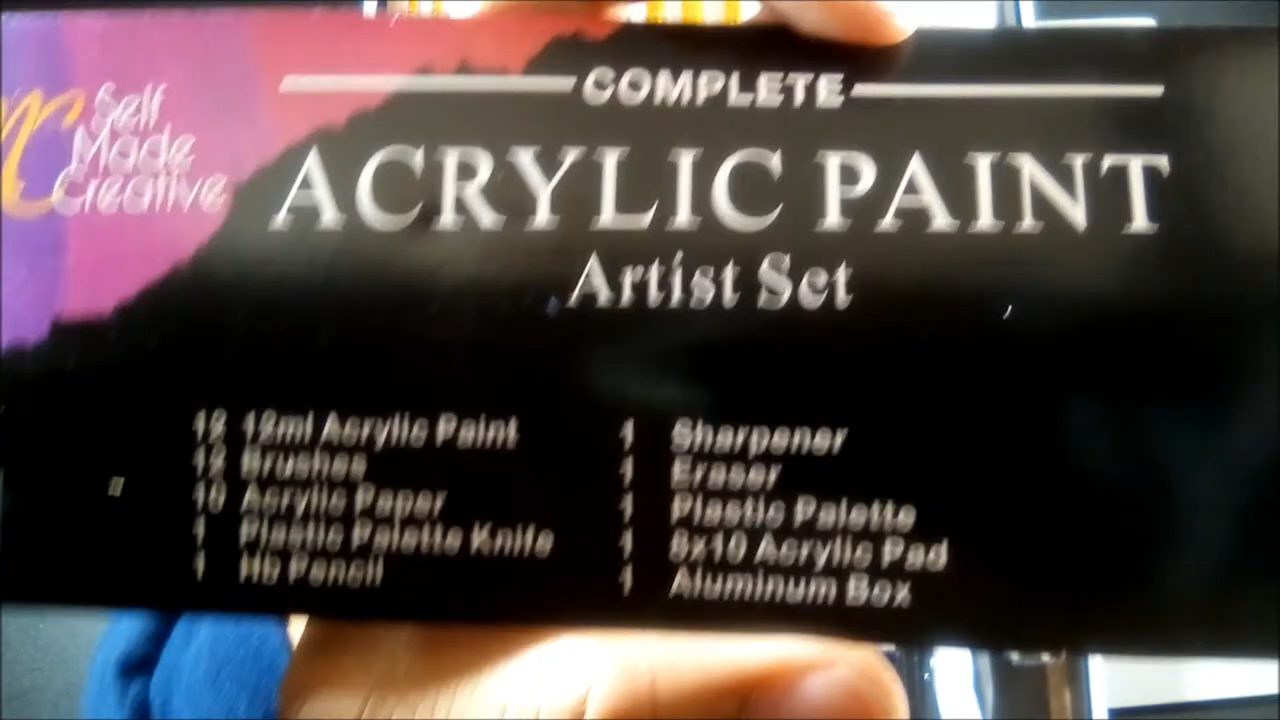 Self
Made
Creative
COMPLETE
ACRYLIC PAINT
Artist Set
12 12ml Acrylic Paint
12 Brushes
10 Acrylic Paper
1 Plastic Palette Knife
1 Hb Pencil
1 Sharpener
1 Eraser
1 Plastic Palette
1 8x10 Acrylic Pad
1 Aluminum Box